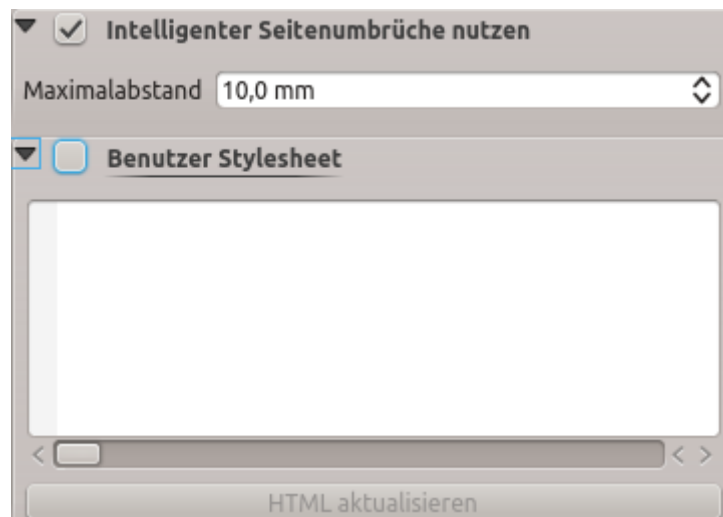 Intelligenter Seitenumbrüche nutzen
Maximalabstand 10,0 mm
Benutzer Stylesheet
HTML aktualisieren